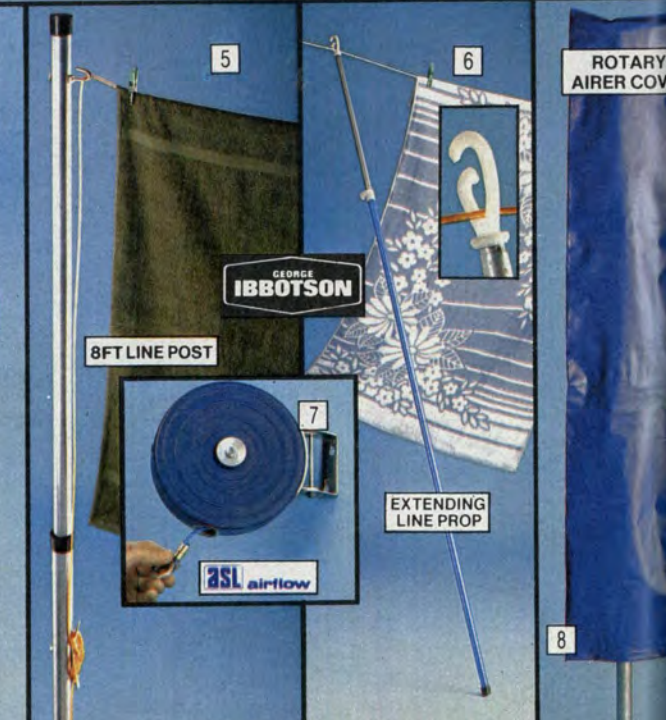 5
6
ROTARY
AIRER COV
GEORGE
IBBOTSON
8FT LINE POST
7
EXTENDING
LINE PROP
asl airflow
8